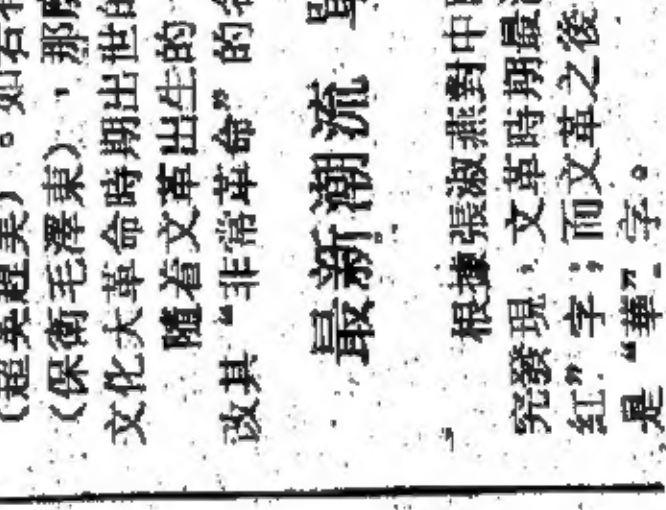 （超英趕美）。如若
（保衛毛澤東），那麼
文化大革命時期出世的
隨着文革出生的
改其“非常革命”的
最新潮流
根據張淑燕對中
究發現，文革時期最
紅”字；而文革之後
是“華”字。